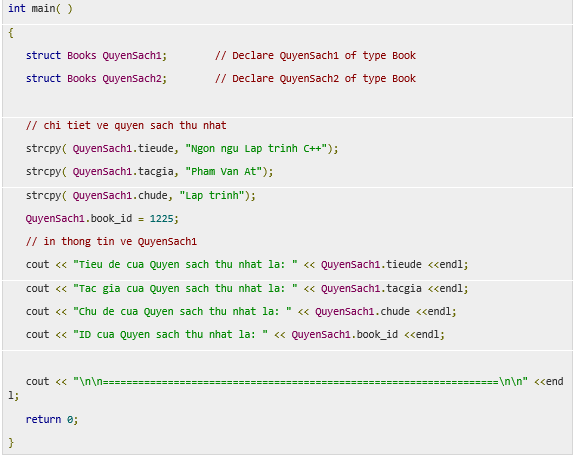 int main( )
{
struct Books QuyenSach1; // Declare QuyenSach1 of type Book
struct Books QuyenSach2; // Declare QuyenSach2 of type Book
// chi tiet ve quyen sach thu nhat
strcpy( QuyenSach1.tieude, "Ngon ngu Lap trinh C++");
strcpy( QuyenSach1.tacgia, "Pham Van At");
strcpy( QuyenSach1.chude, "Lap trinh");
QuyenSach1.book_id = 1225;
// in thong tin ve QuyenSach1
cout << "Tieu de cua Quyen sach thu nhat la: " << QuyenSach1.tieude <<endl;
cout << "Tac gia cua Quyen sach thu nhat la: " << QuyenSach1.tacgia <<endl;
cout << "Chu de cua Quyen sach thu nhat la: " << QuyenSach1.chude <<endl;
cout << "ID cua Quyen sach thu nhat la: " << QuyenSach1.book_id <<endl;
cout << "\n\n===================================================================\n\n" <<end
l;
return 0;
}